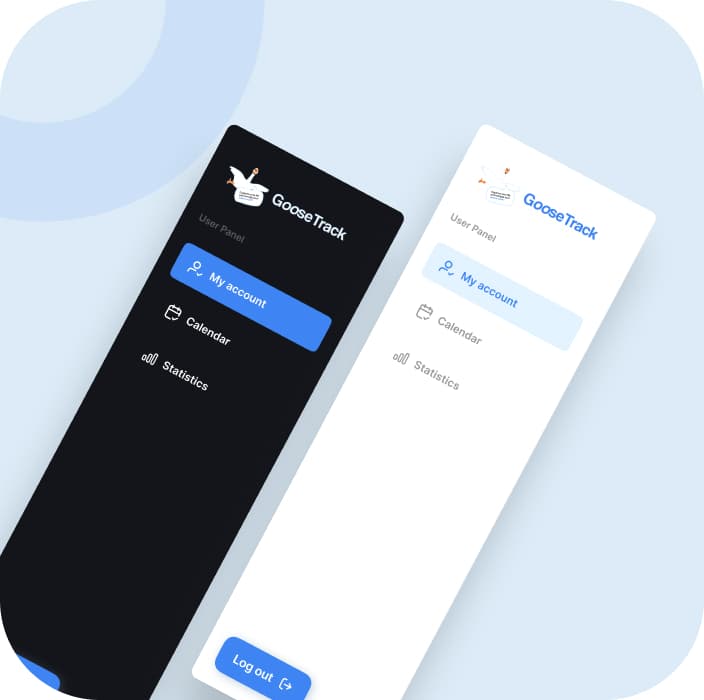 GooseTrack
User Panel
My account
Calendar
Statistics
GooseTrack
User Panel
My account
Calendar
Statistics
Log out